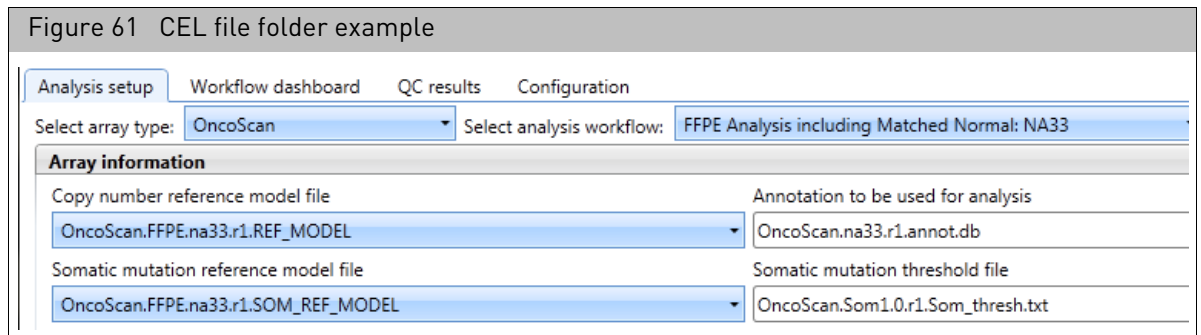 Figure 61 CEL file folder example
Analysis setup Workflow dashboard QC results Configuration
Select array type: OncoScan Select analysis workflow: FFPE Analysis including Matched Normal: NA33
Array information
Copy number reference model file Annotation to be used for analysis
OncoScan.FFPE.na33.r1.REF_MODEL OncoScan.na33.r1.annot.db
Somatic mutation reference model file Somatic mutation threshold file
OncoScan.FFPE.na33.r1.SOM_REF_MODEL OncoScan.Som1.0.r1.Som_thresh.txt